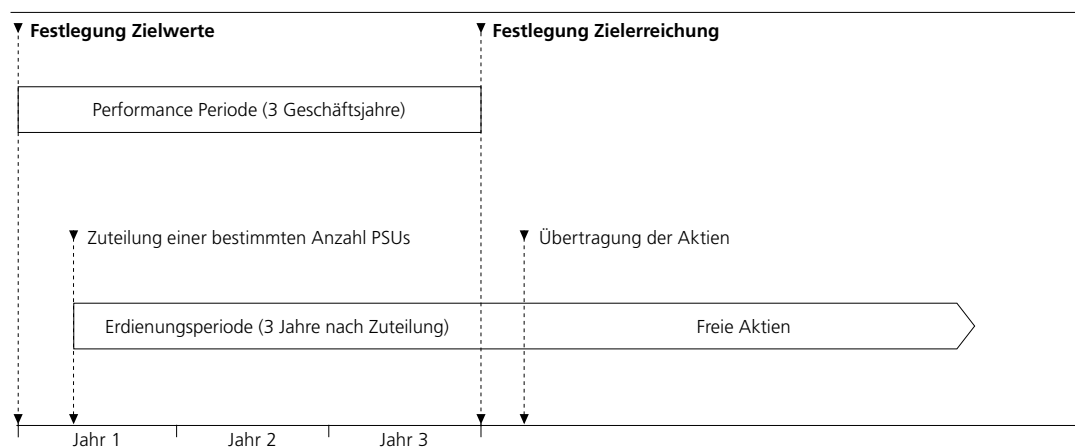 Festlegung Zielwerte
Festlegung Zielerreichung
Performance Periode (3 Geschäftsjahre)
Zuteilung einer bestimmten Anzahl PSUs
Übertragung der Aktien
Erdienungsperiode (3 Jahre nach Zuteilung)
Freie Aktien
Jahr 1
Jahr 2
Jahr 3